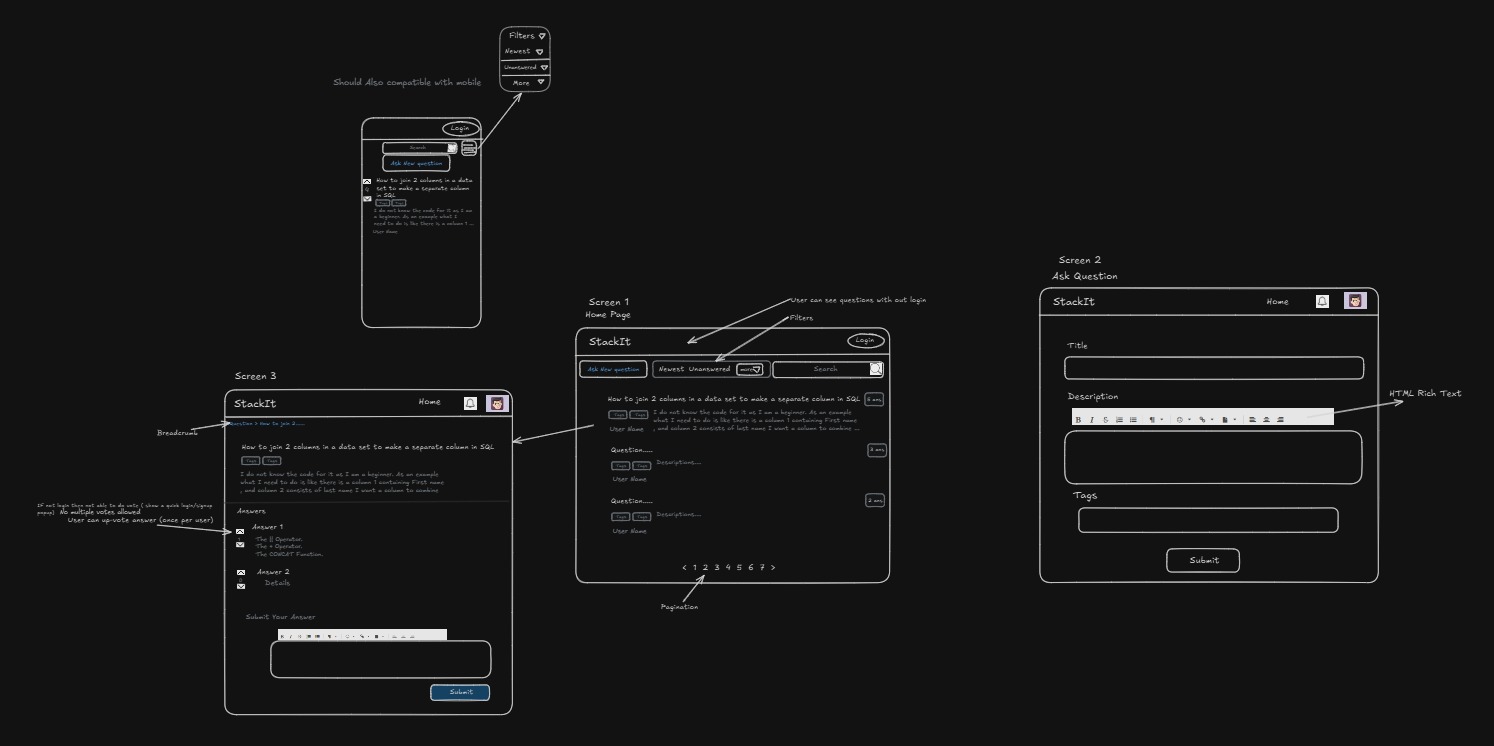 Filters
Newest
Unanswered
More
Should Also compatible with mobile
Login
Search
Ask New question
How to join 2 columns in a data
set to make a separate column
in SQL
Tags Tags
I do not know the code for it as I am
a beginner. As an example what I
need to do is like there is a column 1 ...
User Name
Screen 1
Home Page
User can see questions with out login
Filters
StackIt
Login
Ask New question
Newest Unanswered
more
Search
How to join 2 columns in a data set to make a separate column in SQL
5 ans
Tags Tags
I do not know the code for it as I am a beginner. As an example
what I need to do is like there is a column 1 containing First name
, and column 2 consists of last name I want a column to combine ...
User Name
Question.....
3 ans
Tags Tags
Descriptions....
User Name
Question.....
2 ans
Tags Tags
Descriptions....
User Name
< 1 2 3 4 5 6 7 >
Pagination
Screen 2
Ask Question
StackIt
Home
Title
Description
HTML Rich Text
B I S
Tags
Submit
Screen 3
StackIt
Home
Breadcrumb
Question > How to join 2.....
How to join 2 columns in a data set to make a separate column in SQL
Tags Tags
I do not know the code for it as I am a beginner. As an example
what I need to do is like there is a column 1 containing First name
, and column 2 consists of last name I want a column to combine
IF not login then not able to do vote ( show a quick login/signup
popup) No multiple votes allowed
User can up-vote answer (once per user)
Answers
Answer 1
The || Operator.
The + Operator.
The CONCAT Function.
Answer 2
Details
Submit Your Answer
B I S
Submit